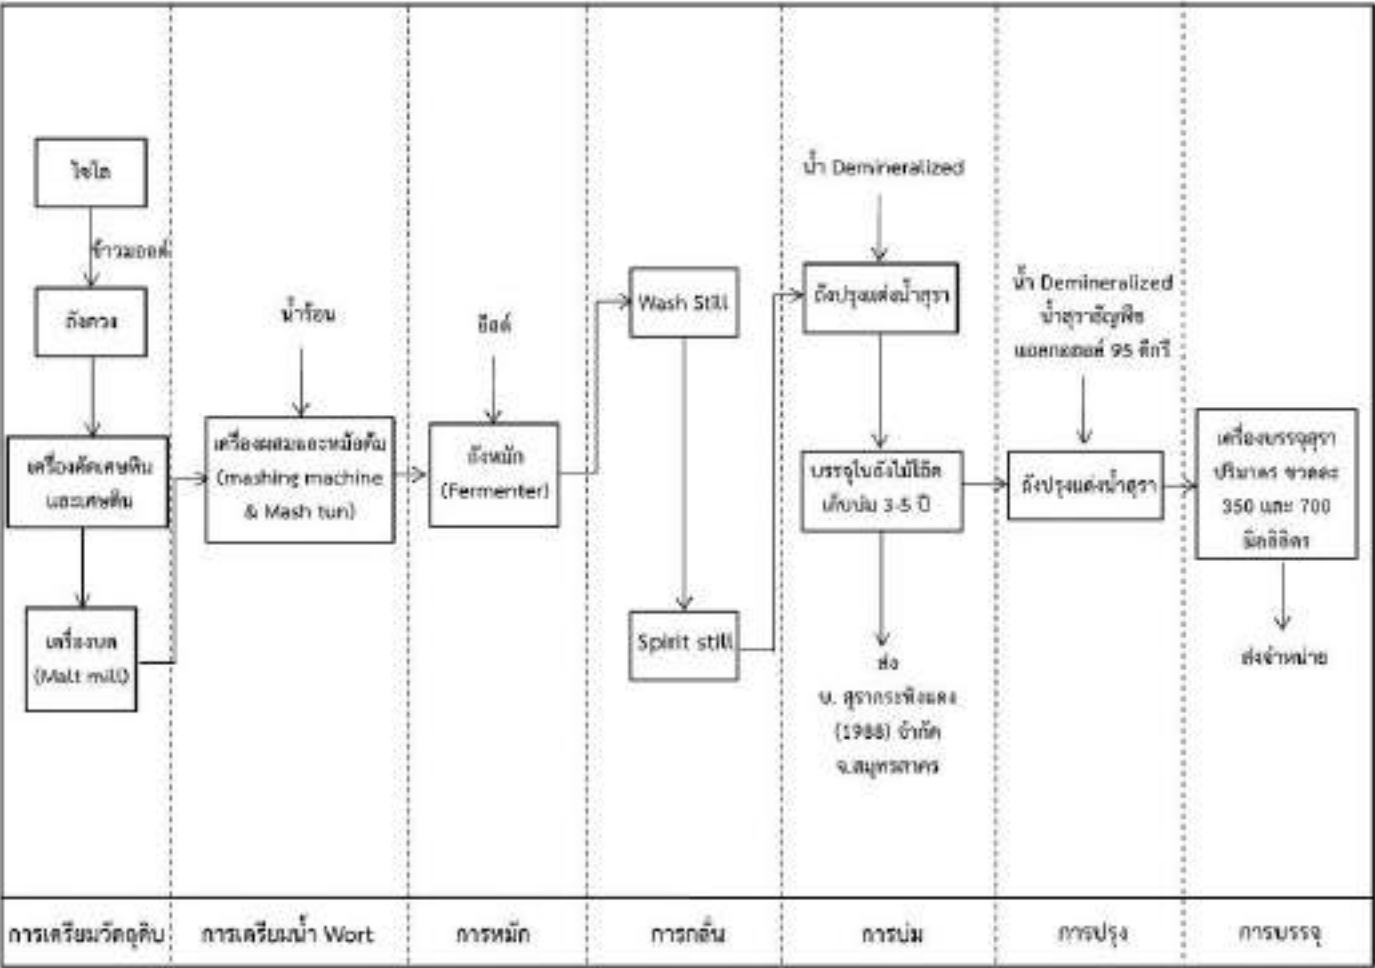 ไซโล
ข้าวมอลต์
ถังตวง
เครื่องคัดเศษหิน
และเศษดิน
เครื่องบด
(Malt mill)
น้ำร้อน
เครื่องผสมและหม้อต้ม
(mashing machine
& Mash tun)
ยีสต์
ถังหมัก
(Fermenter)
Wash Still
Spirit still
น้ำ Demineralized
ถังปรุงแต่งน้ำสุรา
บรรจุในถังไม้โอ๊ค
เก็บบ่ม 3-5 ปี
ส่ง
บ. สุรากระทิงแดง
(1988) จำกัด
จ.สมุทรสาคร
น้ำ Demineralized
น้ำสุราธัญพืช
แอลกอฮอล์ 95 ดีกรี
ถังปรุงแต่งน้ำสุรา
เครื่องบรรจุสุรา
ปริมาตร ขวดละ
350 และ 700
มิลลิลิตร
ส่งจำหน่าย
การเตรียมวัตถุดิบ
การเตรียมน้ำ Wort
การหมัก
การกลั่น
การบ่ม
การปรุง
การบรรจุ